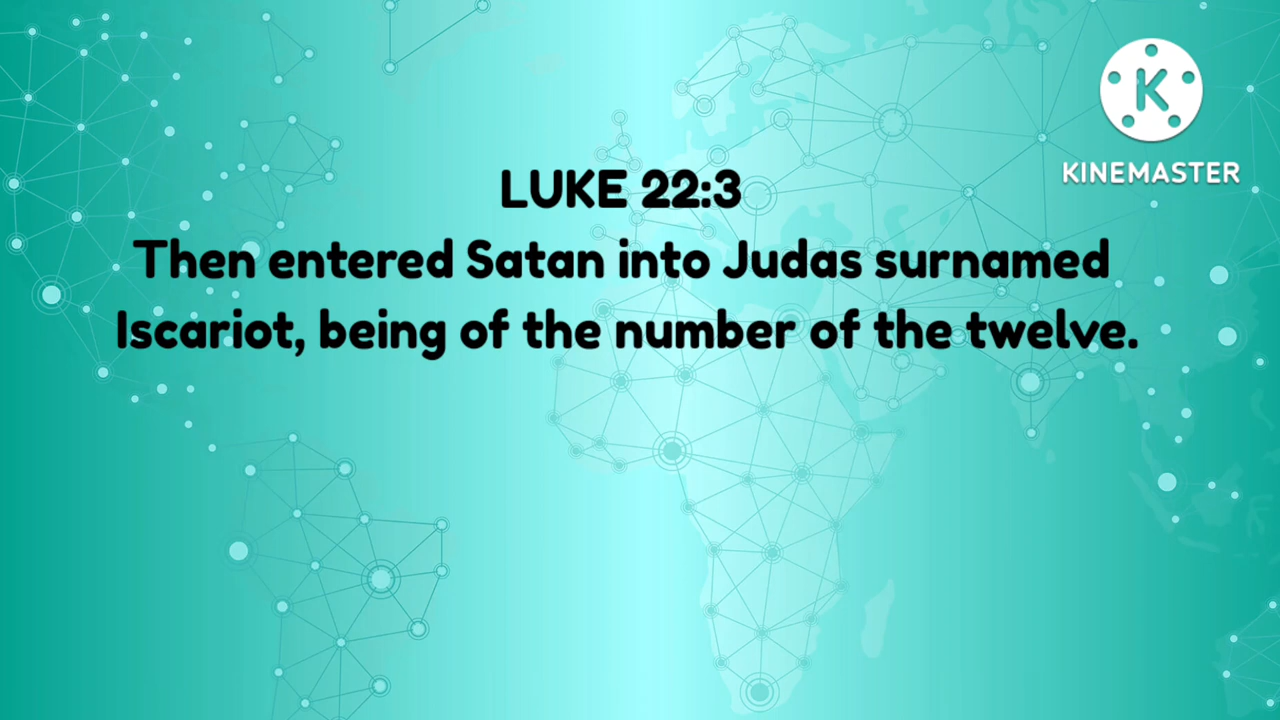 LUKE 22:3
Then entered Satan into Judas surnamed
Iscariot, being of the number of the twelve.
K
KINEMASTER